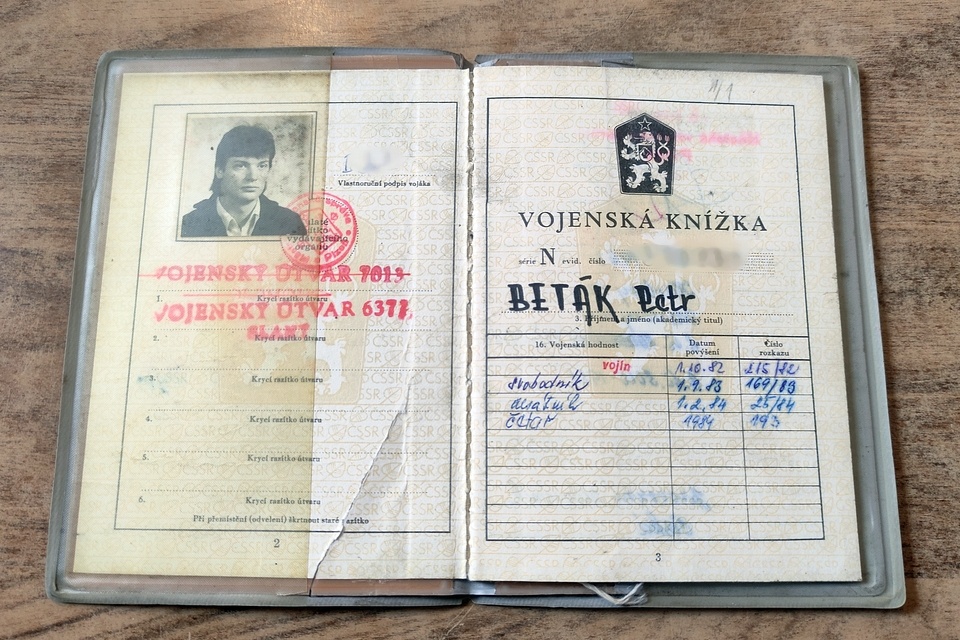 Vlastnoruční podpis vojáka
VOJENSKÝ ÚTVAR 7013
1. Krycí razítko útvaru
VOJENSKÝ ÚTVAR 6372
SLANÝ
2. Krycí razítko útvaru
3. Krycí razítko útvaru
4. Krycí razítko útvaru
5. Krycí razítko útvaru
6. Krycí razítko útvaru
Při přemístění (odvelení) škrtnout staré razítko
2
VOJENSKÁ KNÍŽKA
série N evid. číslo
BETÁK Petr
3. Příjmení a jméno (akademický titul)
16. Vojenská hodnost Datum povýšení Číslo rozkazu
vojín 1.10.82 215/82
svobodník 1.9.83 169/83
desátník 1.2.84 25/84
četař 1984 193
3